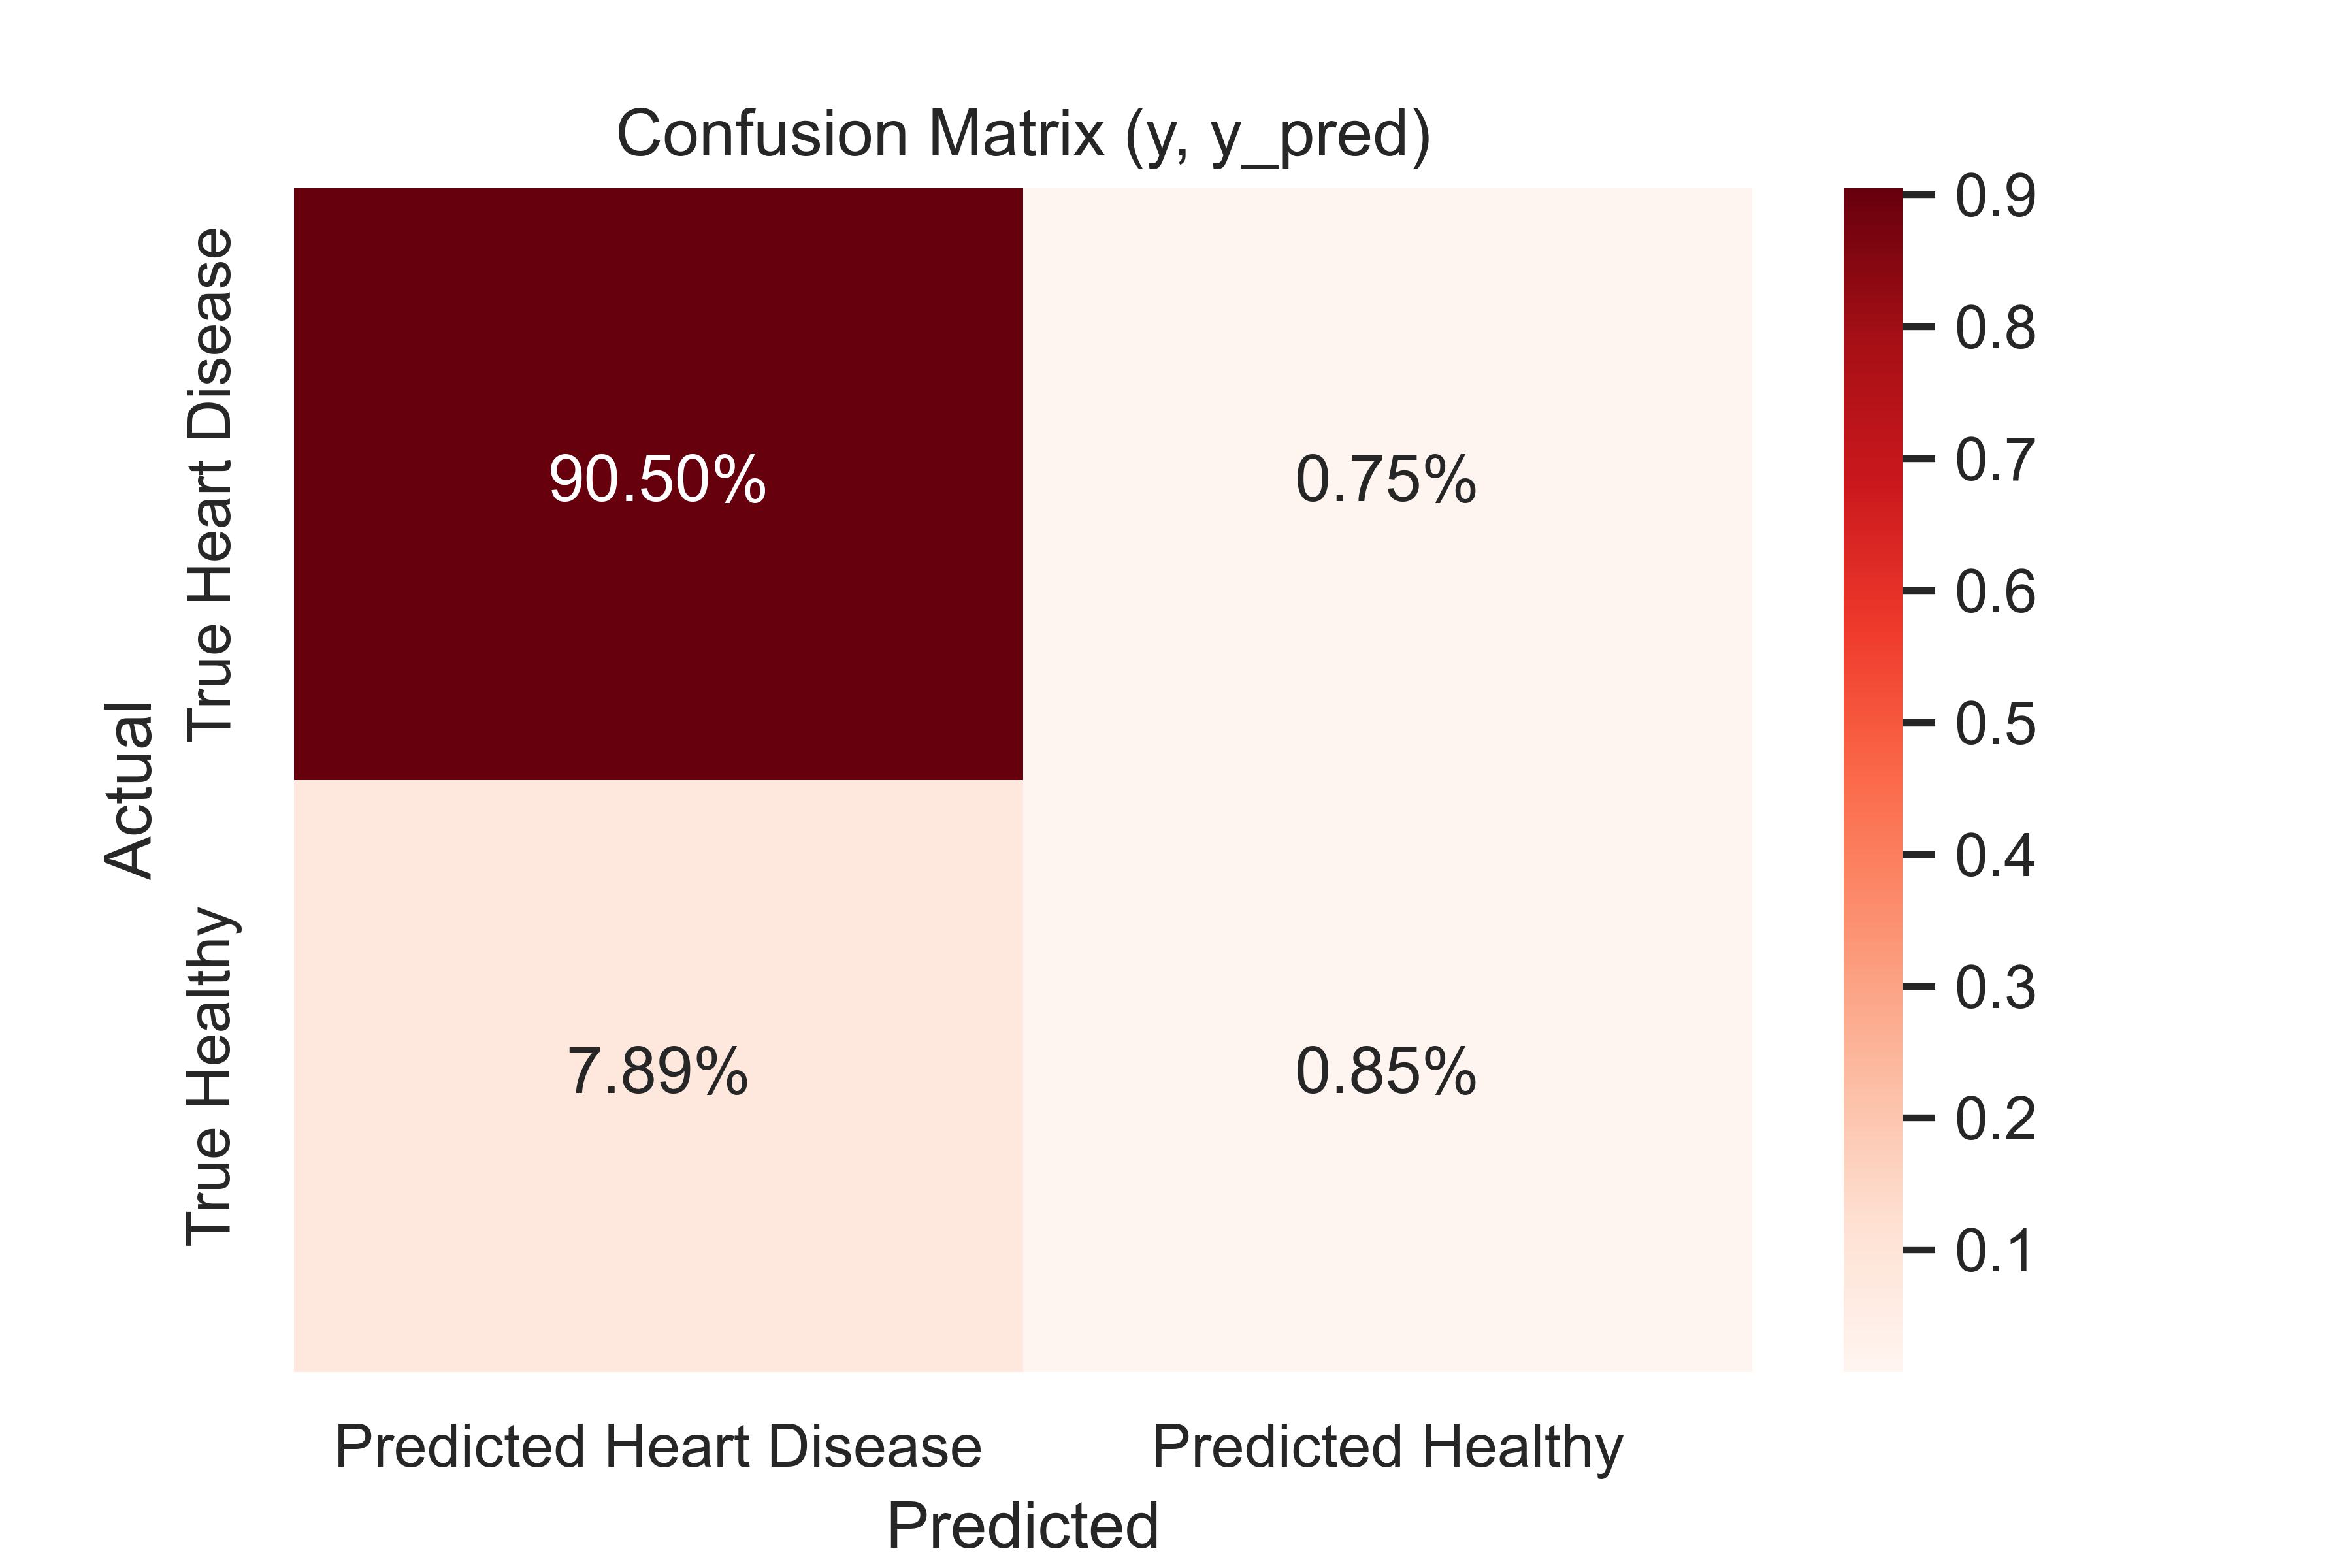 Confusion Matrix (y, y_pred)
Actual
True Heart Disease
True Healthy
90.50%
0.75%
7.89%
0.85%
Predicted Heart Disease
Predicted Healthy
Predicted
0.9
0.8
0.7
0.6
0.5
0.4
0.3
0.2
0.1